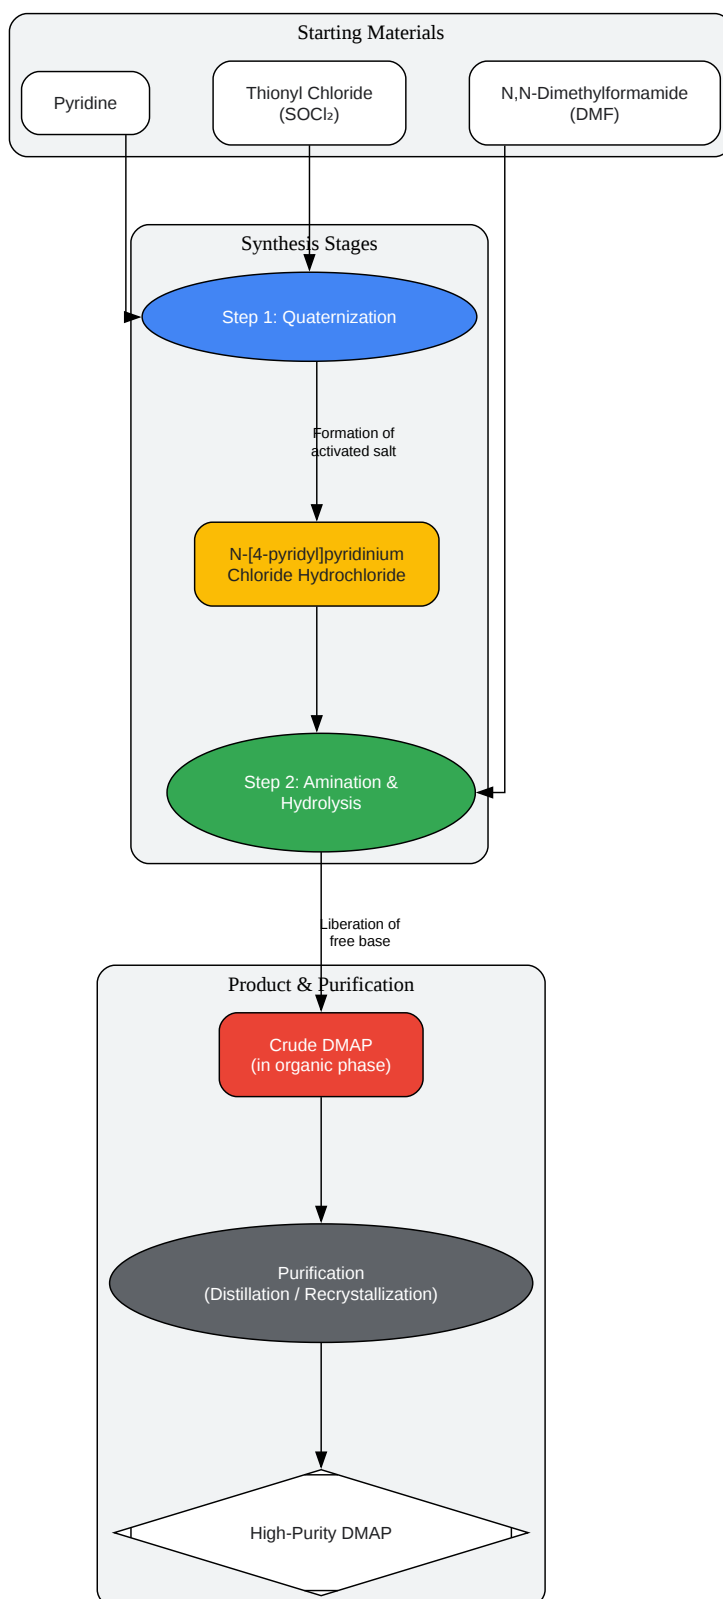 Starting Materials
Pyridine
Thionyl Chloride
(SOCl₂)
N,N-Dimethylformamide
(DMF)
Synthesis Stages
Step 1: Quaternization
Formation of
activated salt
N-[4-pyridyl]pyridinium
Chloride Hydrochloride
Step 2: Amination &
Hydrolysis
Liberation of
free base
Product & Purification
Crude DMAP
(in organic phase)
Purification
(Distillation / Recrystallization)
High-Purity DMAP